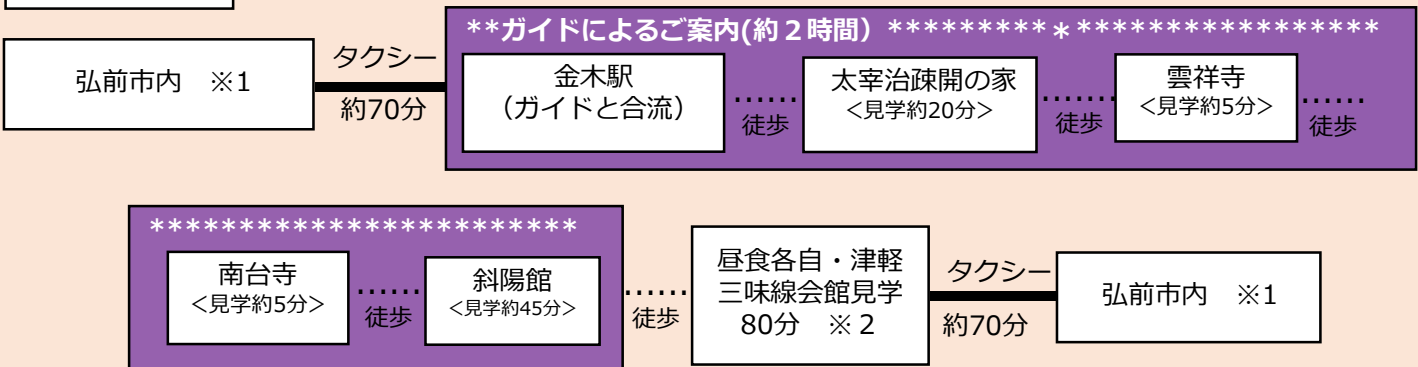 **ガイドによるご案内(約２時間）*********＊*****************
弘前市内　※1
タクシー
約70分
金木駅
（ガイドと合流）
……
徒歩
太宰治疎開の家
<見学約20分>
……
徒歩
雲祥寺
<見学約5分>
……
徒歩
************************
南台寺
<見学約5分>
……
徒歩
斜陽館
<見学約45分>
……
徒歩
昼食各自・津軽
三味線会館見学
80分　※２
タクシー
約70分
弘前市内　※1